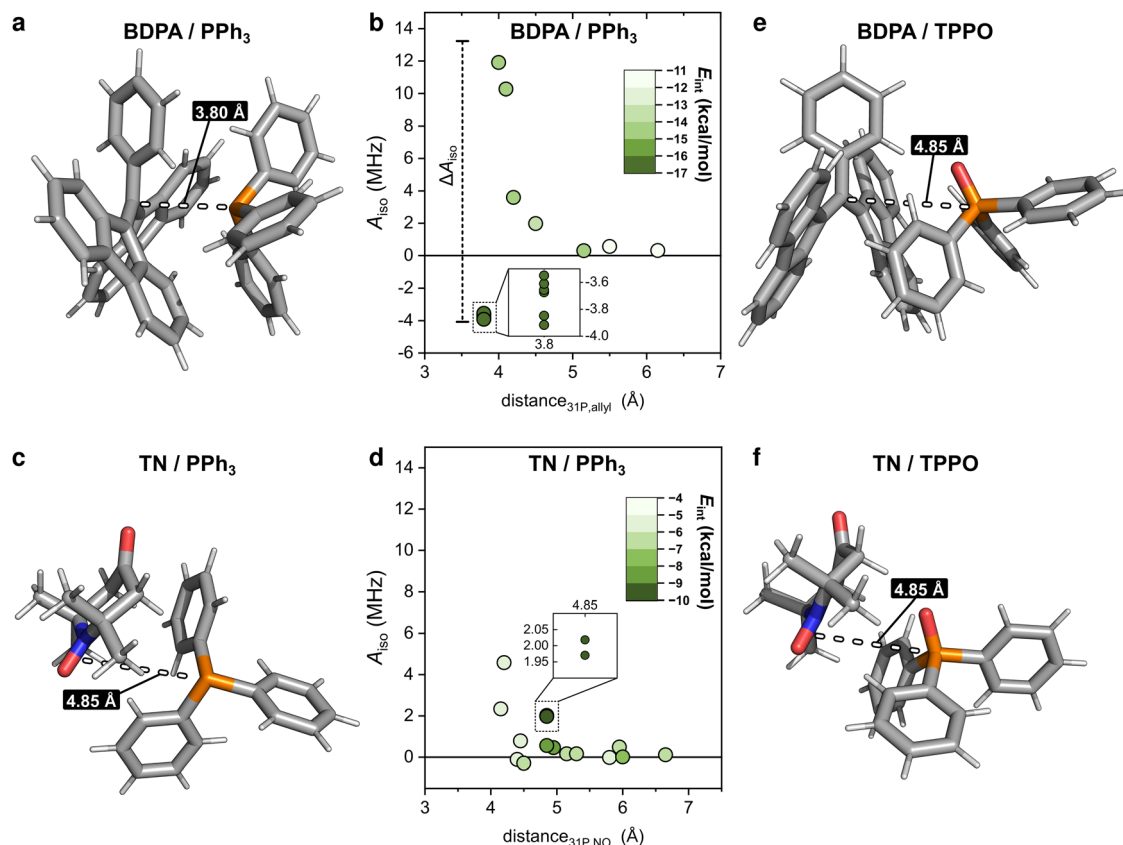 a
BDPA / PPh3
3.80 Å
b
BDPA / PPh3
14
12
10
8
6
4
2
0
-2
-4
-6
Aiso (MHz)
ΔAiso
−11
−12
−13
−14
−15
−16
−17
Eint (kcal/mol)
-3.6
-3.8
-4.0
3.8
3 4 5 6 7
distance31P,allyl (Å)
e
BDPA / TPPO
4.85 Å
c
TN / PPh3
4.85 Å
d
TN / PPh3
14
12
10
8
6
4
2
0
-2
-4
Aiso (MHz)
−4
−5
−6
−7
−8
−9
−10
Eint (kcal/mol)
4.85
2.05
2.00
1.95
3 4 5 6 7
distance31P,NO (Å)
f
TN / TPPO
4.85 Å